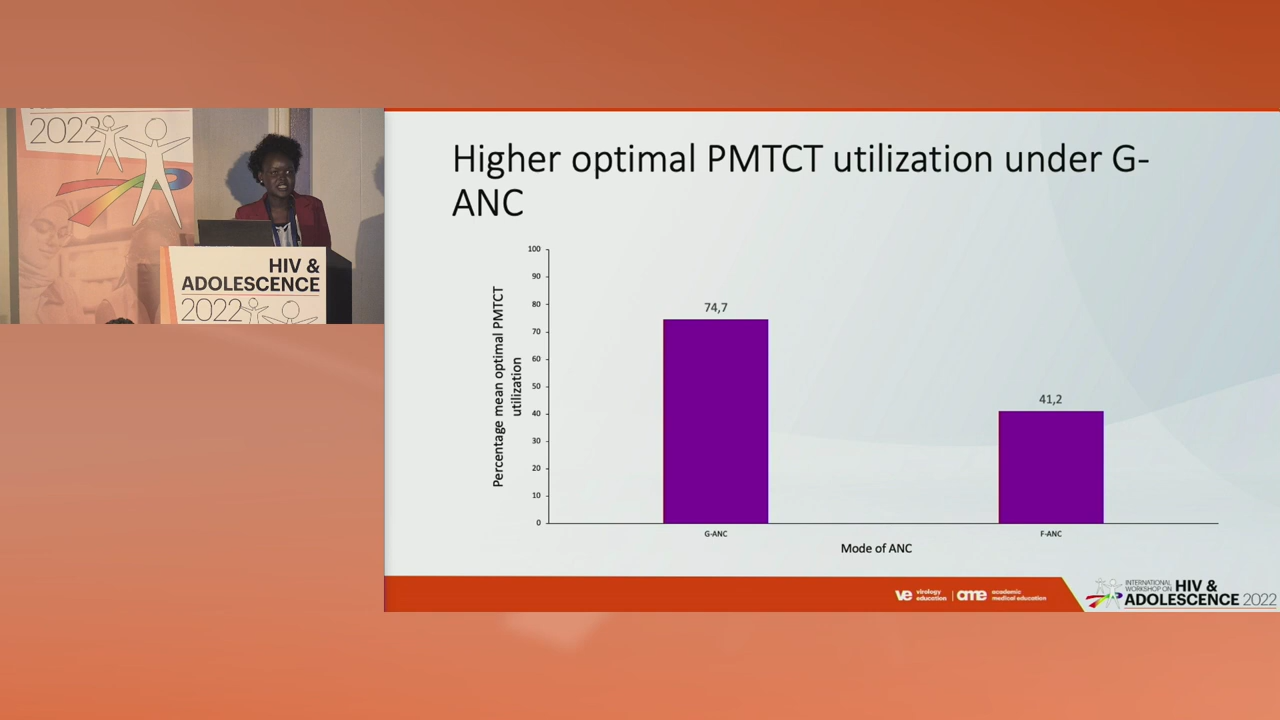 2022
HIV &
ADOLESCENCE
2022
Higher optimal PMTCT utilization under G-
ANC
Percentage mean optimal PMTCT
utilization
100
90
80
70
60
50
40
30
20
10
0
74,7
41,2
G-ANC
F-ANC
Mode of ANC
ve virology
education
ame academic
medical education
INTERNATIONAL
WORKSHOP ON
HIV &
ADOLESCENCE 2022